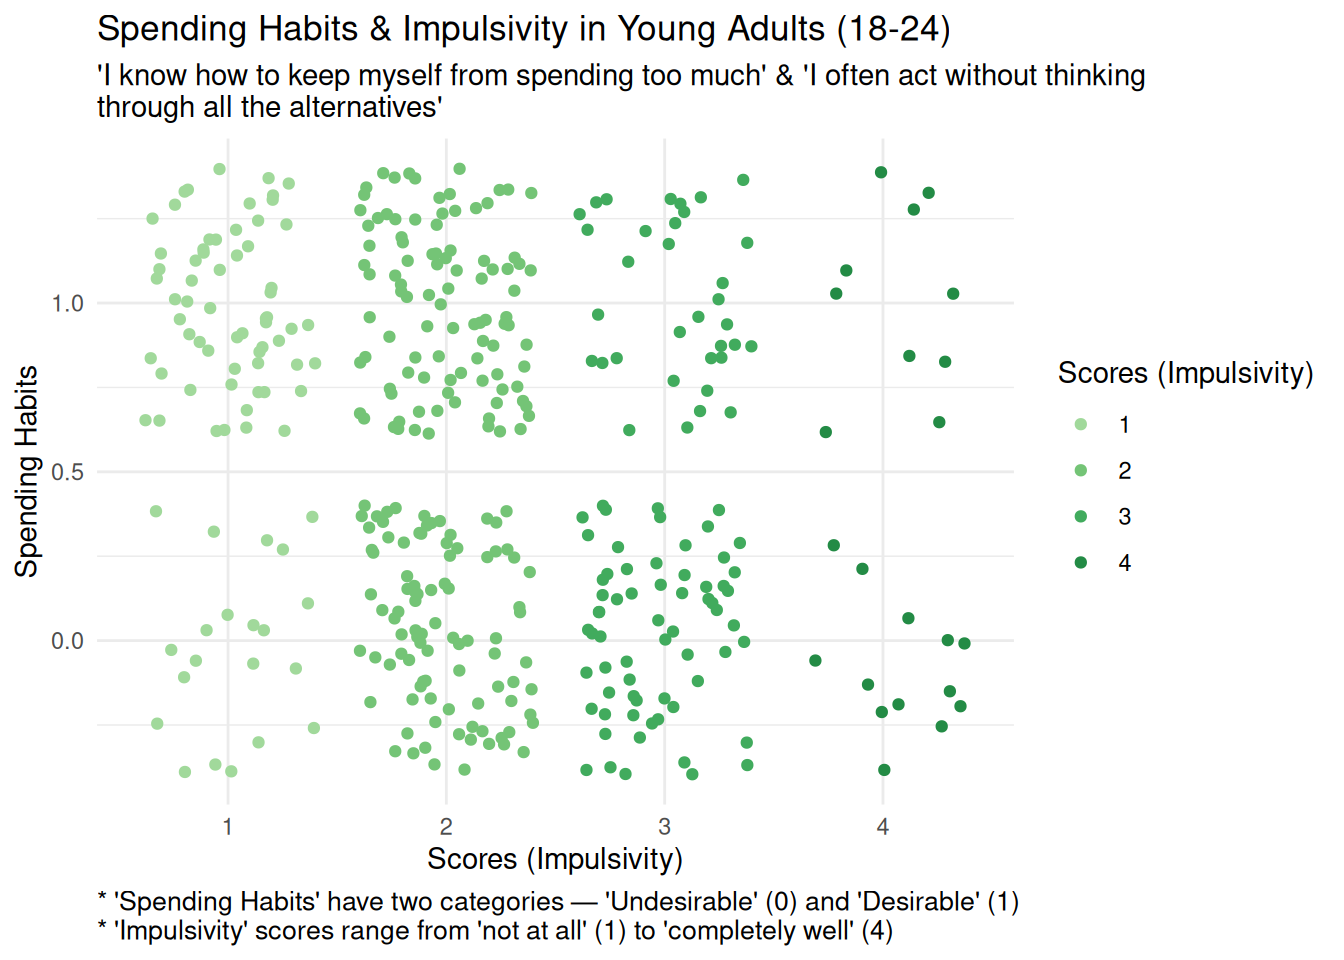 Spending Habits & Impulsivity in Young Adults (18-24)
'I know how to keep myself from spending too much' & 'I often act without thinking
through all the alternatives'
Spending Habits
1.0
0.5
0.0
1
2
3
4
Scores (Impulsivity)
Scores (Impulsivity)
1
2
3
4
* 'Spending Habits' have two categories — 'Undesirable' (0) and 'Desirable' (1)
* 'Impulsivity' scores range from 'not at all' (1) to 'completely well' (4)